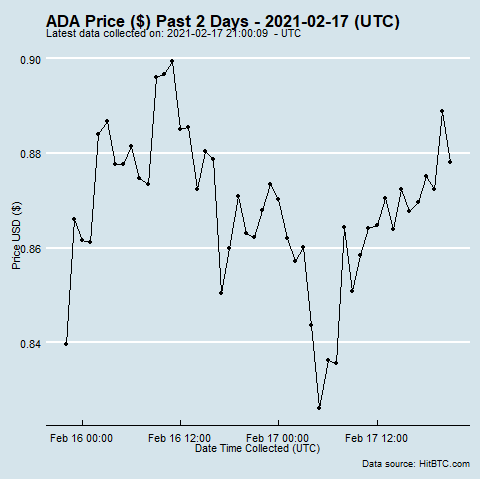 ADA Price ($) Past 2 Days - 2021-02-17 (UTC)
Latest data collected on: 2021-02-17 21:00:09 - UTC
0.90
0.88
0.86
0.84
Price USD ($)
Feb 16 00:00 Feb 16 12:00 Feb 17 00:00 Feb 17 12:00
Date Time Collected (UTC)
Data source: HitBTC.com